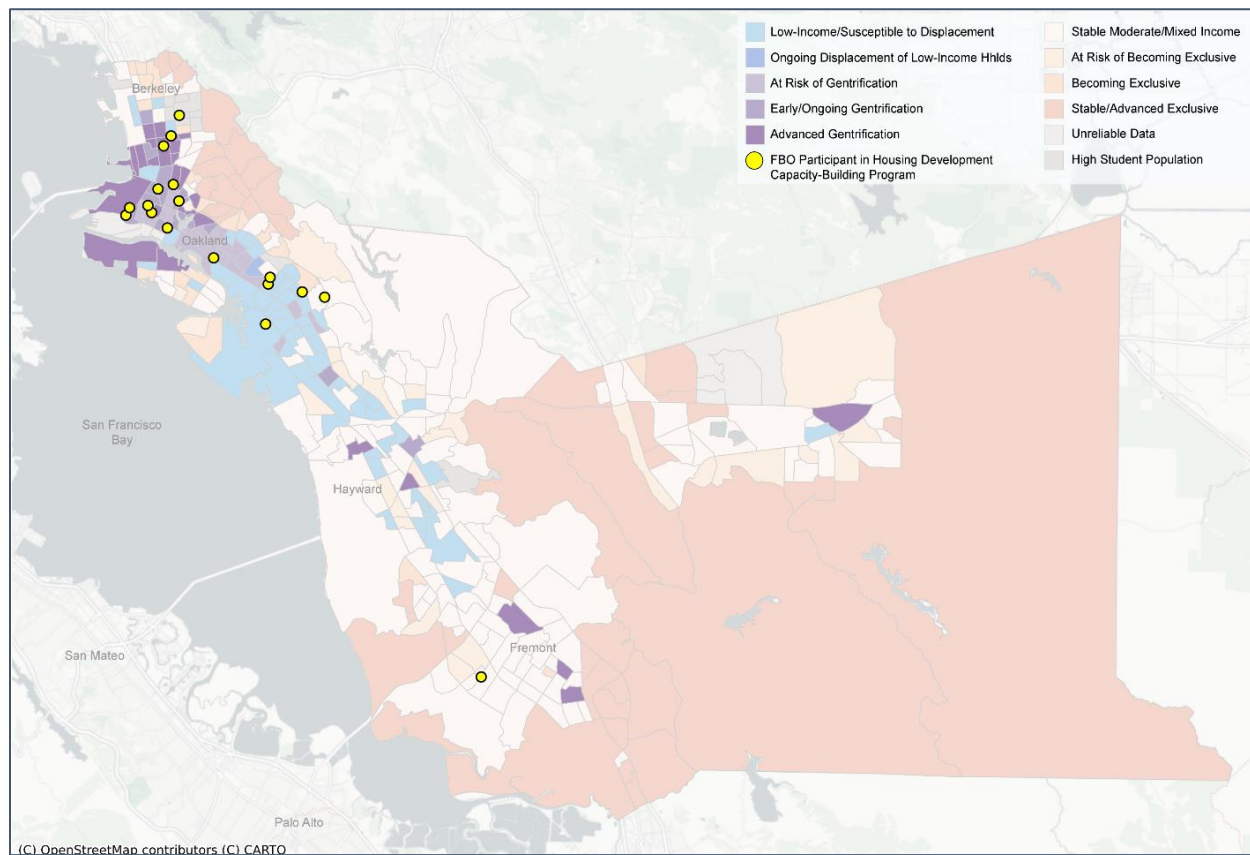 Low-Income/Susceptible to Displacement
Ongoing Displacement of Low-Income Hhlds
At Risk of Gentrification
Early/Ongoing Gentrification
Advanced Gentrification
FBO Participant in Housing Development
Capacity-Building Program
Stable Moderate/Mixed Income
At Risk of Becoming Exclusive
Becoming Exclusive
Stable/Advanced Exclusive
Unreliable Data
High Student Population
Berkeley
Oakland
San Francisco
Bay
Hayward
Fremont
San Mateo
Palo Alto
(C) OpenStreetMap contributors (C) CARTO